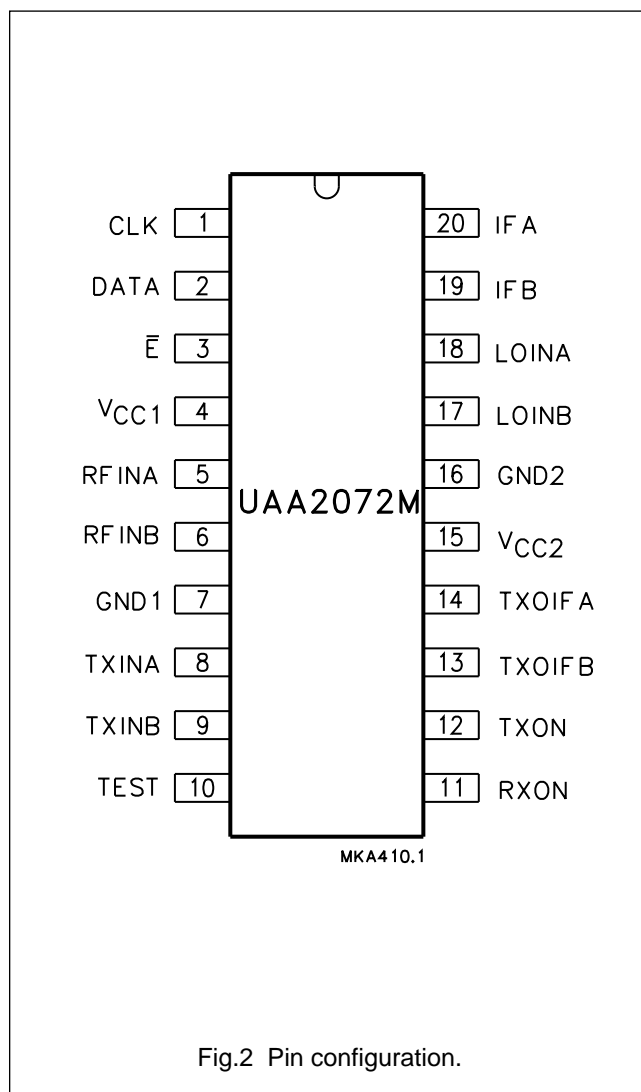 CLK 1 20 IFA
DATA 2 19 IFB
E̅ 3 18 LOINA
VCC1 4 17 LOINB
RFINA 5 16 GND2
UAA2072M
RFINB 6 15 VCC2
GND1 7 14 TXOIFA
TXINA 8 13 TXOIFB
TXINB 9 12 TXON
TEST 10 11 RXON
MKA410.1
Fig.2 Pin configuration.